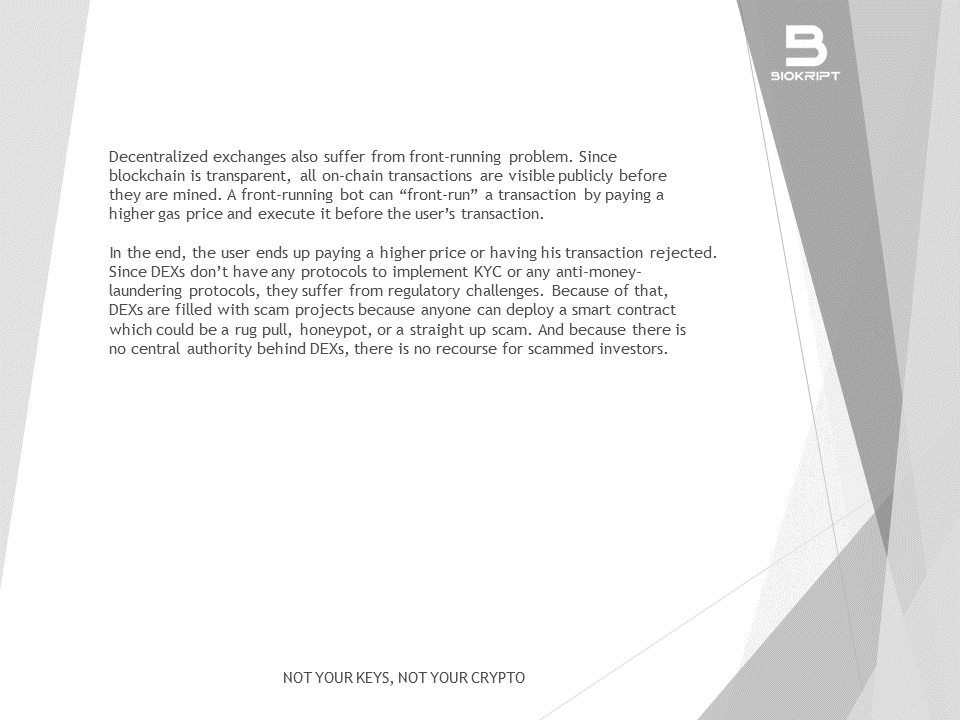 BIOKRIPT
Decentralized exchanges also suffer from front-running problem. Since
blockchain is transparent, all on-chain transactions are visible publicly before
they are mined. A front-running bot can “front-run” a transaction by paying a
higher gas price and execute it before the user’s transaction.
In the end, the user ends up paying a higher price or having his transaction rejected.
Since DEXs don’t have any protocols to implement KYC or any anti-money-
laundering protocols, they suffer from regulatory challenges. Because of that,
DEXs are filled with scam projects because anyone can deploy a smart contract
which could be a rug pull, honeypot, or a straight up scam. And because there is
no central authority behind DEXs, there is no recourse for scammed investors.
NOT YOUR KEYS, NOT YOUR CRYPTO